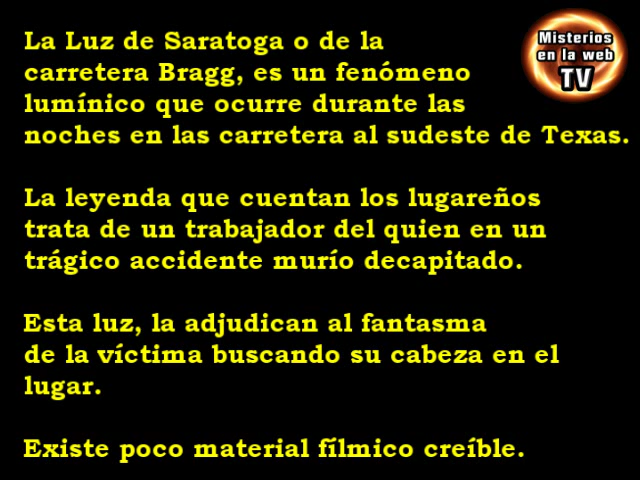 La Luz de Saratoga o de la
carretera Bragg, es un fenómeno
lumínico que ocurre durante las
noches en las carretera al sudeste de Texas.
La leyenda que cuentan los lugareños
trata de un trabajador del quien en un
trágico accidente murío decapitado.
Esta luz, la adjudican al fantasma
de la víctima buscando su cabeza en el
lugar.
Existe poco material fílmico creíble.
Misterios
en la web
TV